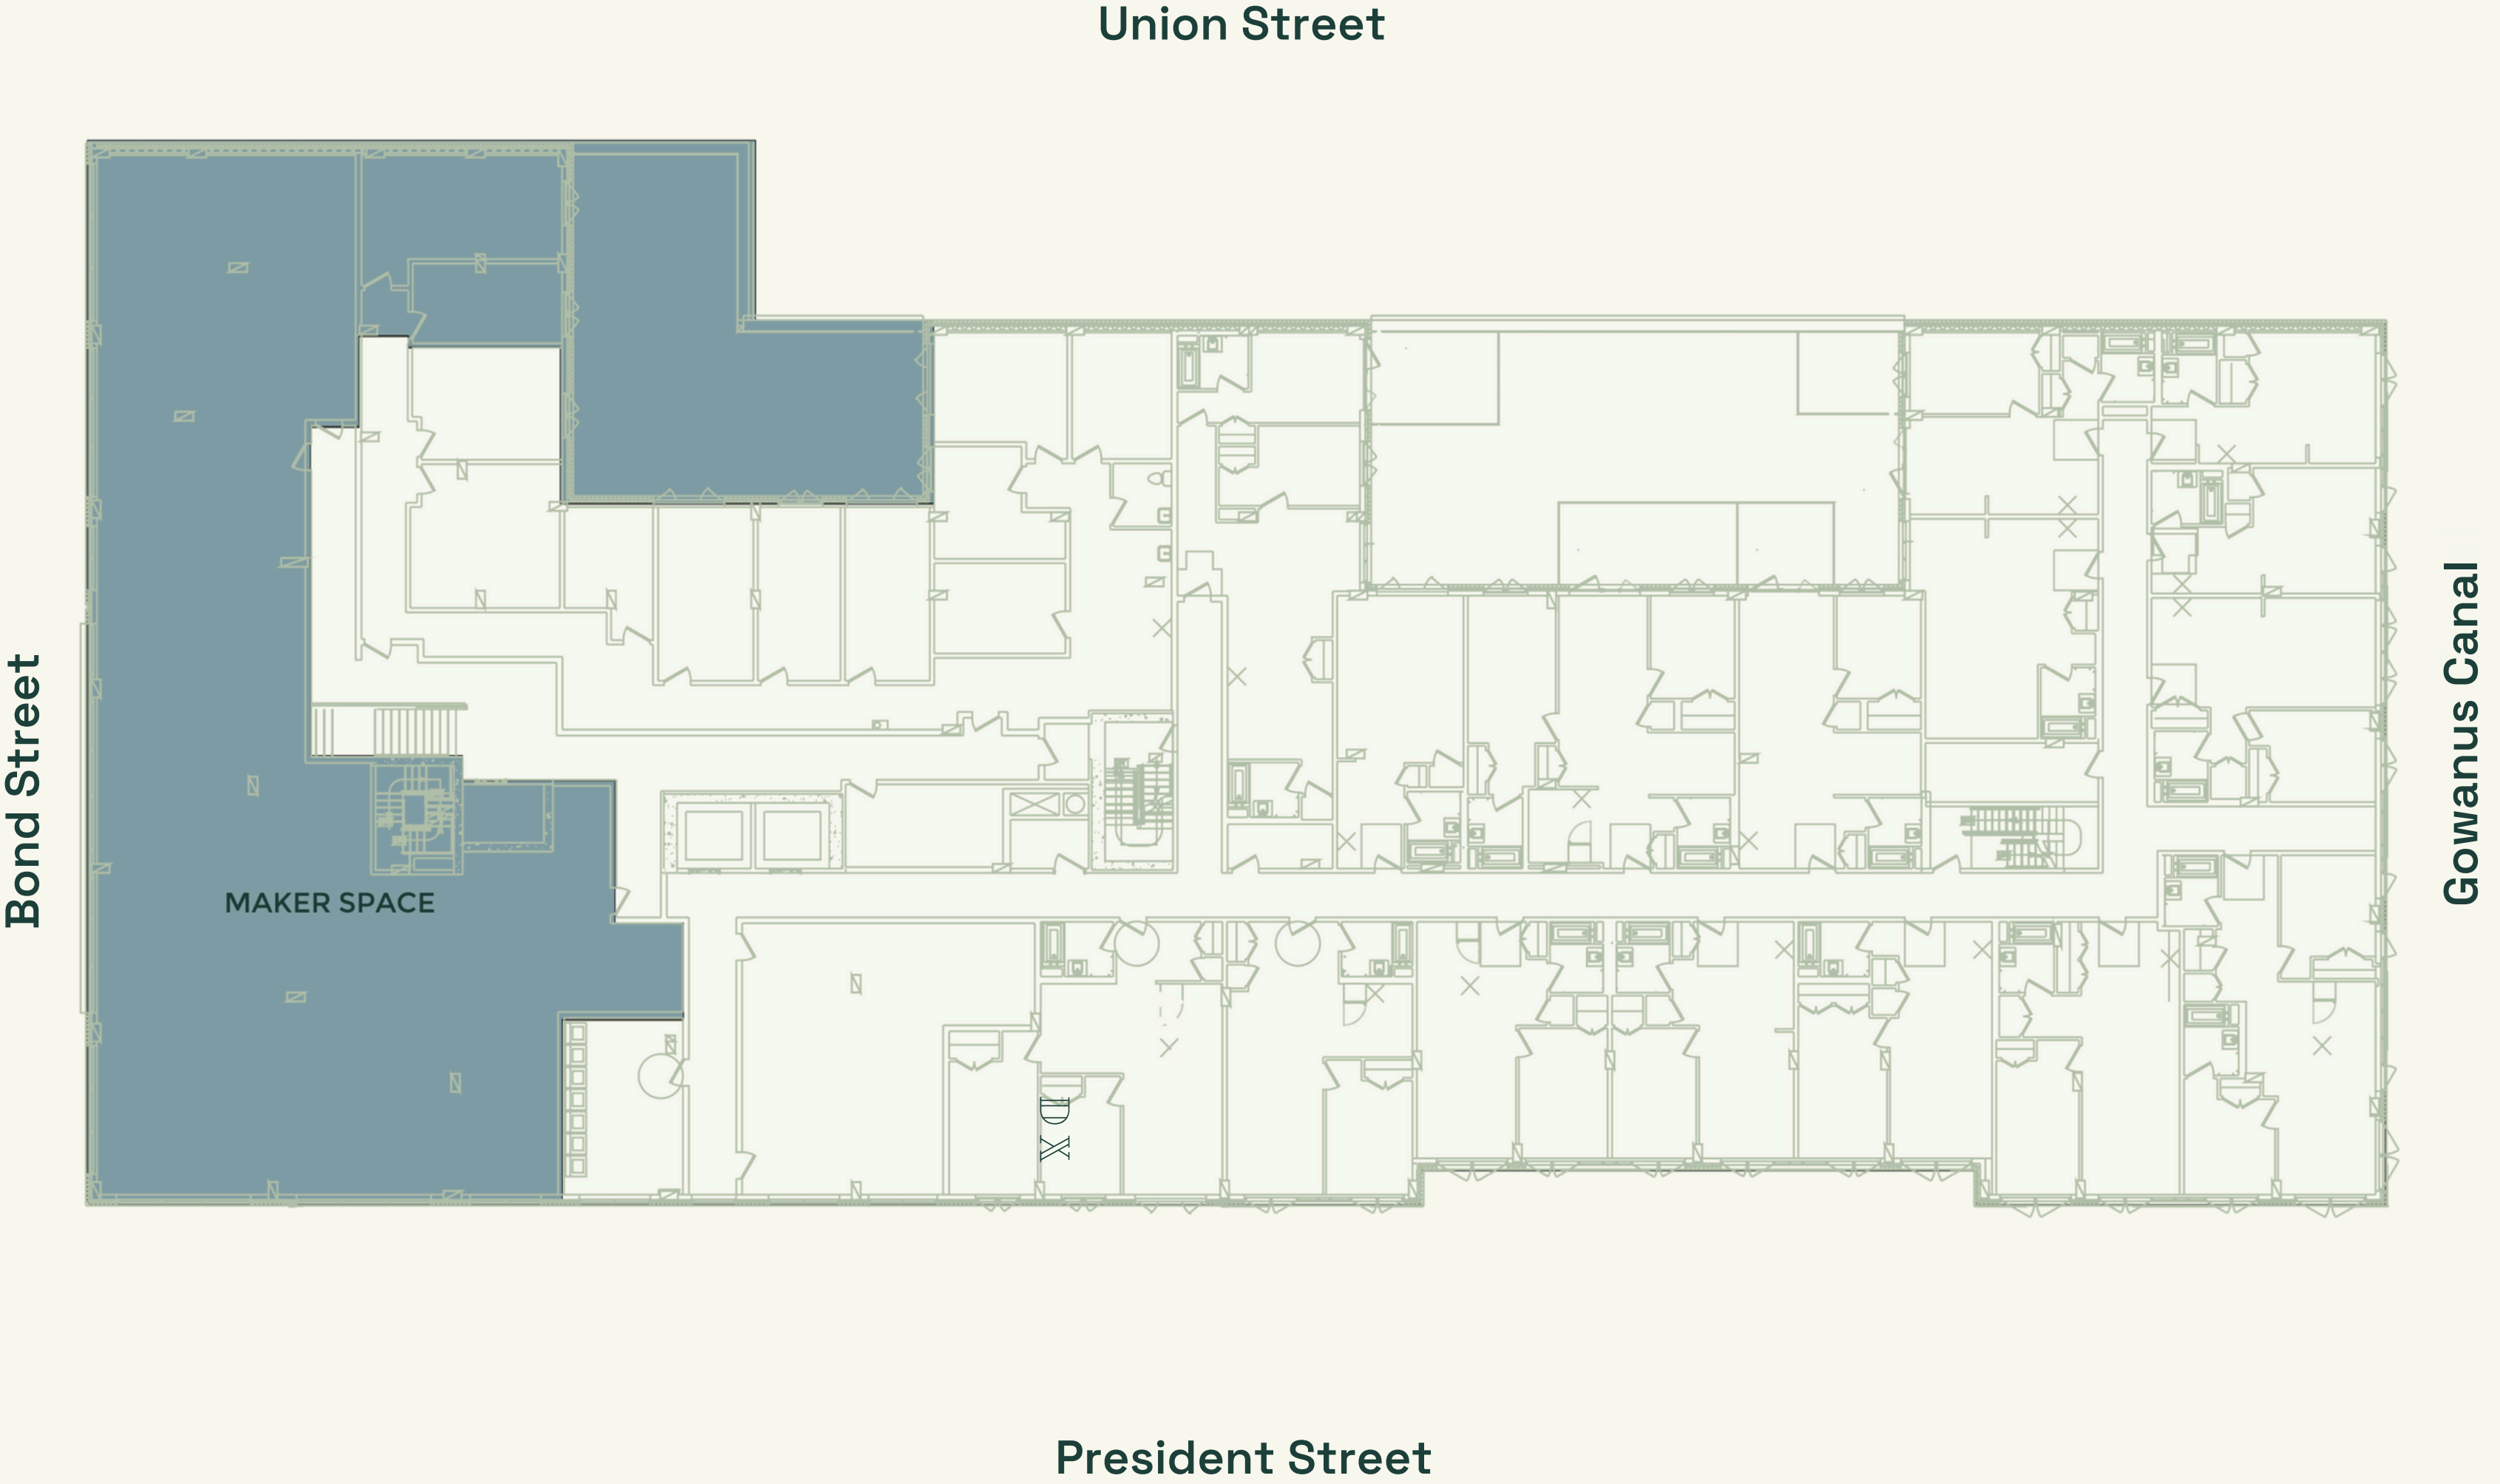 Union Street
Bond Street
Gowanus Canal
MAKER SPACE
D X
President Street